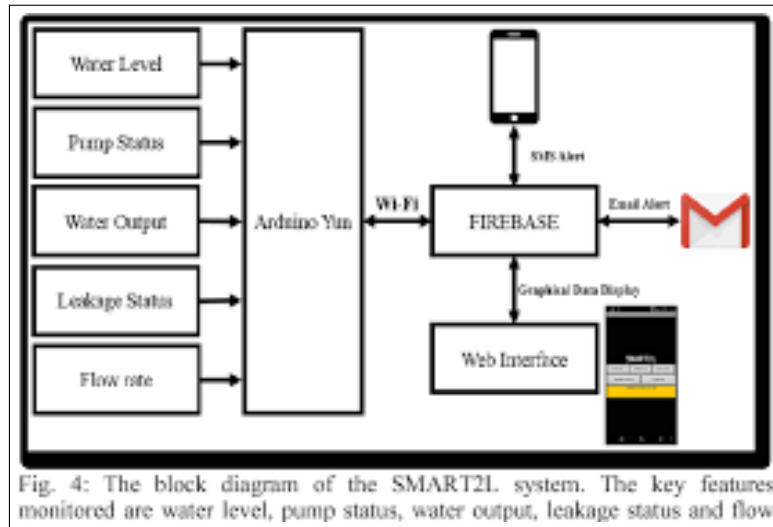 Water Level
Pump Status
Water Output
Leakage Status
Flow rate
Arduino Yun
Wi-Fi
SMS Alert
FIREBASE
Email Alert
Graphical Data Display
Web Interface
SMART2L
Fig. 4: The block diagram of the SMART2L system. The key features
monitored are water level, pump status, water output, leakage status and flow